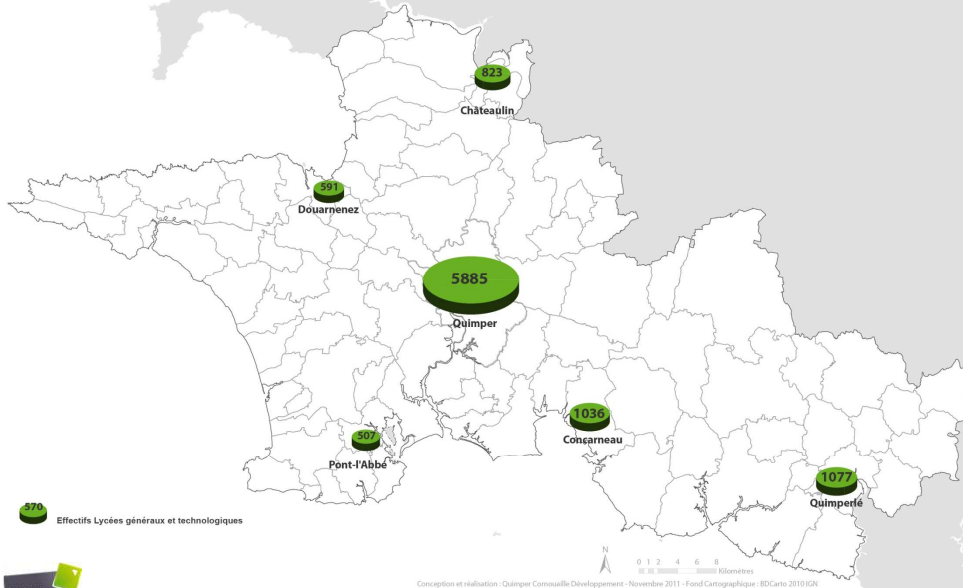 823
Châteaulin
591
Douarnenez
5885
Quimper
1036
Concarneau
507
Pont-l'Abbé
1077
Quimperlé
570
Effectifs Lycées généraux et technologiques
N
0 1 2 4 6 8
Kilomètres
Conception et réalisation : Quimper Cornouaille Développement - Novembre 2011 - Fond Cartographique : BDCarto 2010 IGN